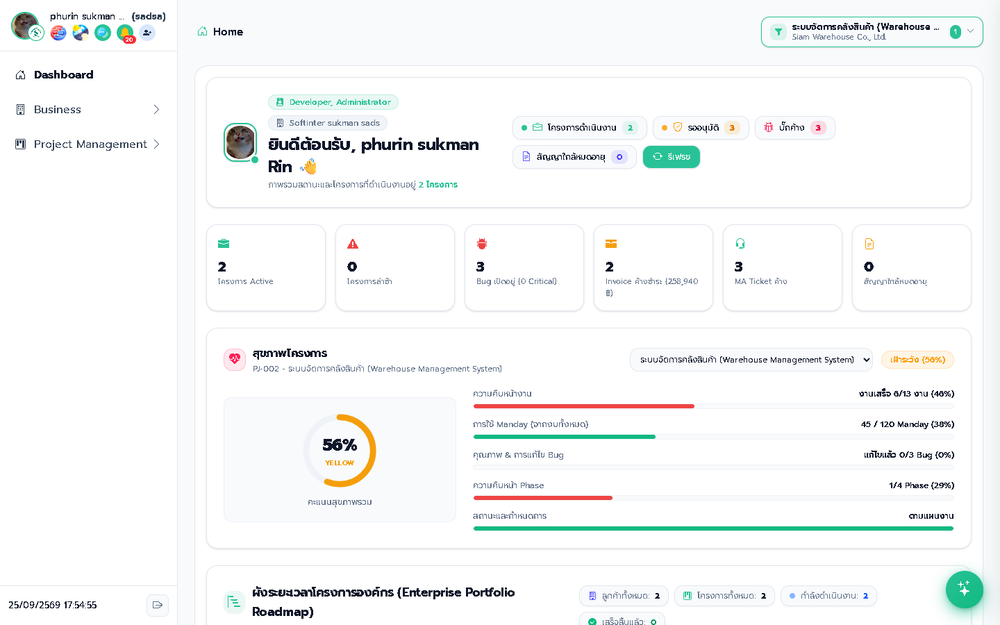 phurin sukman ... (sadsa)
20
Dashboard
Business
Project Management
25/09/2569 17:54:55
Home
ระบบจัดการคลังสินค้า (Warehouse ...
Siam Warehouse Co., Ltd.
1
Developer, Administrator
Softinter sukman sads
ยินดีต้อนรับ, phurin sukman
Rin 👋
ภาพรวมสถานะและโครงการที่ดำเนินงานอยู่ 2 โครงการ
โครงการดำเนินงาน 2
รออนุมัติ 3
บั๊กค้าง 3
สัญญาใกล้หมดอายุ 0
รีเฟรช
2
โครงการ Active
0
โครงการล่าช้า
3
Bug เปิดอยู่ (0 Critical)
2
Invoice ค้างชำระ (258,940
฿)
3
MA Ticket ค้าง
0
สัญญาใกล้หมดอายุ
สุขภาพโครงการ
PJ-002 - ระบบจัดการคลังสินค้า (Warehouse Management System)
ระบบจัดการคลังสินค้า (Warehouse Management System)
เฝ้าระวัง (56%)
56%
YELLOW
คะแนนสุขภาพรวม
ความคืบหน้างาน
งานเสร็จ 6/13 งาน (46%)
การใช้ Manday (จากงบทั้งหมด)
45 / 120 Manday (38%)
คุณภาพ & การแก้ไข Bug
แก้ไขแล้ว 0/3 Bug (0%)
ความคืบหน้า Phase
1/4 Phase (29%)
สถานะและกำหนดการ
ตามแผนงาน
ผังระยะเวลาโครงการองค์กร (Enterprise Portfolio
Roadmap)
ลูกค้าทั้งหมด: 2
โครงการทั้งหมด: 2
กำลังดำเนินงาน: 2
เสร็จสิ้นแล้ว: 0